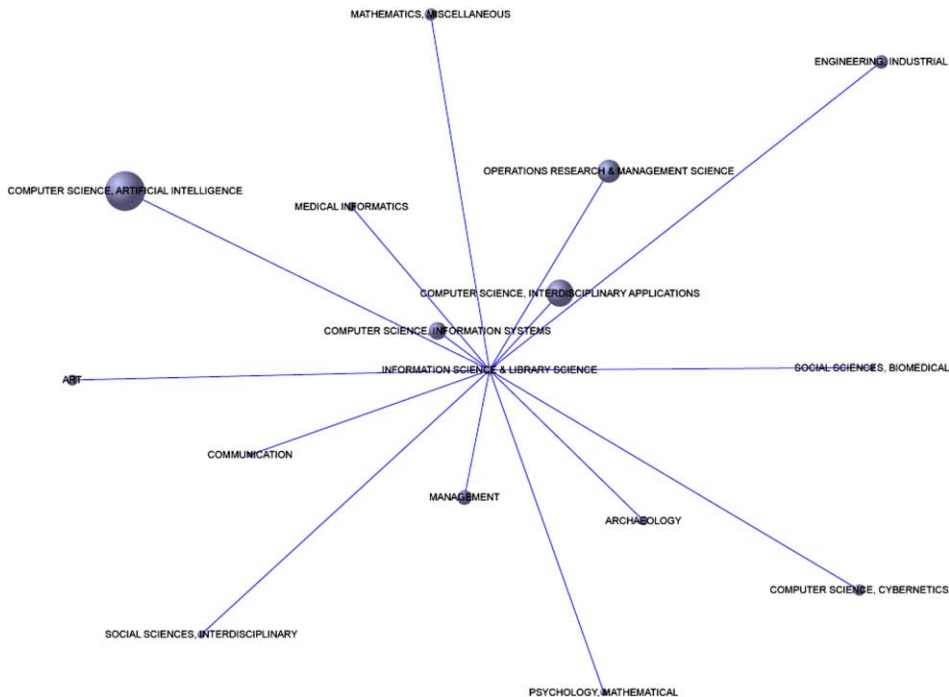 MATHEMATICS, MISCELLANEOUS
ENGINEERING, INDUSTRIAL
OPERATIONS RESEARCH & MANAGEMENT SCIENCE
COMPUTER SCIENCE, ARTIFICIAL INTELLIGENCE
MEDICAL INFORMATICS
COMPUTER SCIENCE, INTERDISCIPLINARY APPLICATIONS
COMPUTER SCIENCE, INFORMATION SYSTEMS
INFORMATION SCIENCE & LIBRARY SCIENCE
SOCIAL SCIENCES, BIOMEDICAL
ART
COMMUNICATION
MANAGEMENT
ARCHAEOLOGY
COMPUTER SCIENCE, CYBERNETICS
SOCIAL SCIENCES, INTERDISCIPLINARY
PSYCHOLOGY, MATHEMATICAL